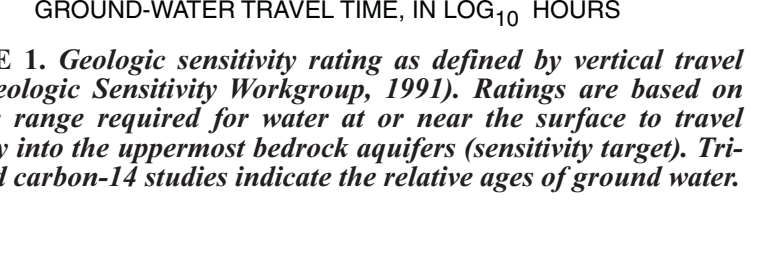 GROUND-WATER TRAVEL TIME, IN LOG10 HOURS
E 1. Geologic sensitivity rating as defined by vertical travel
eologic Sensitivity Workgroup, 1991). Ratings are based on
range required for water at or near the surface to travel
y into the uppermost bedrock aquifers (sensitivity target). Tri-
d carbon-14 studies indicate the relative ages of ground water.